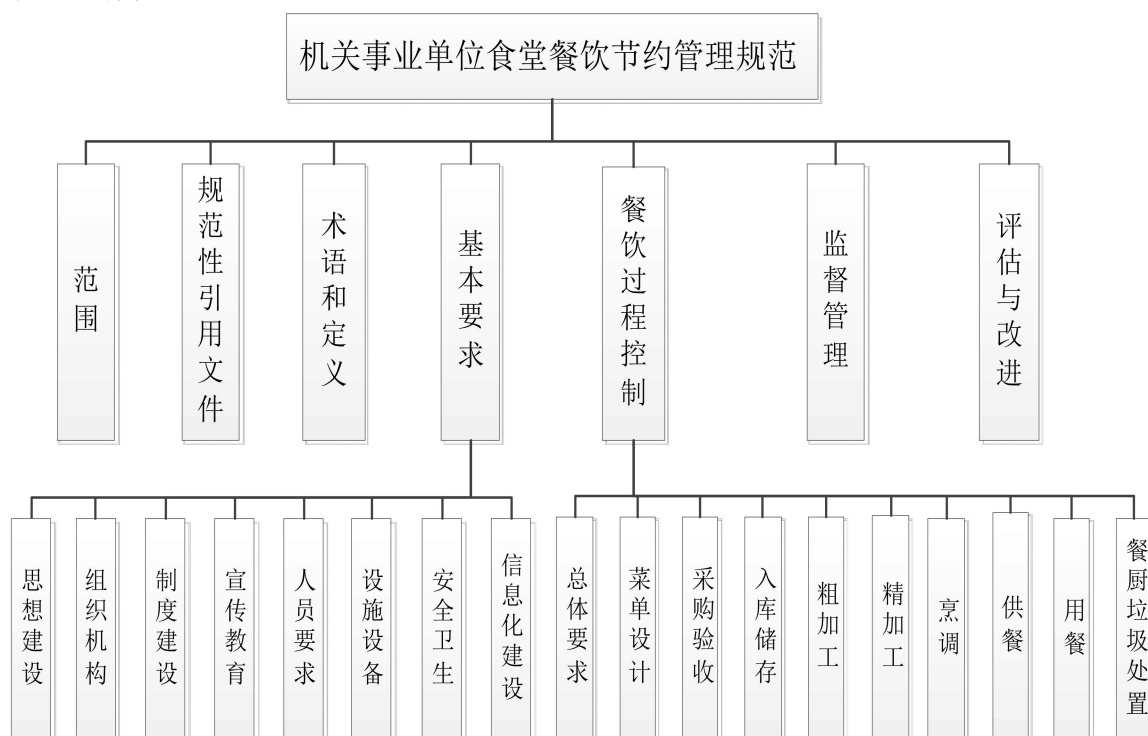 机关事业单位食堂餐饮节约管理规范
范围
规范性引用文件
术语和定义
基本要求
餐饮过程控制
监督管理
评估与改进
思想建设
组织机构
制度建设
宣传教育
人员要求
设施设备
安全卫生
信息化建设
总体要求
菜单设计
采购验收
入库储存
粗加工
精加工
烹调
供餐
用餐
餐厨垃圾处置